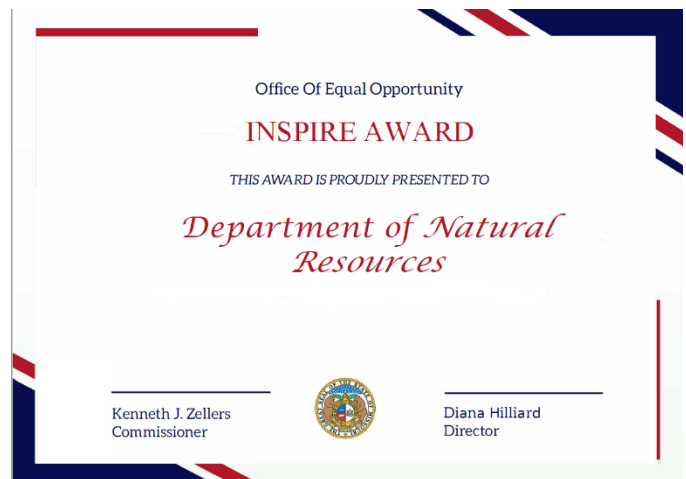 Office Of Equal Opportunity
INSPIRE AWARD
THIS AWARD IS PROUDLY PRESENTED TO
Department of Natural
Resources
Kenneth J. Zellers
Commissioner
Diana Hilliard
Director